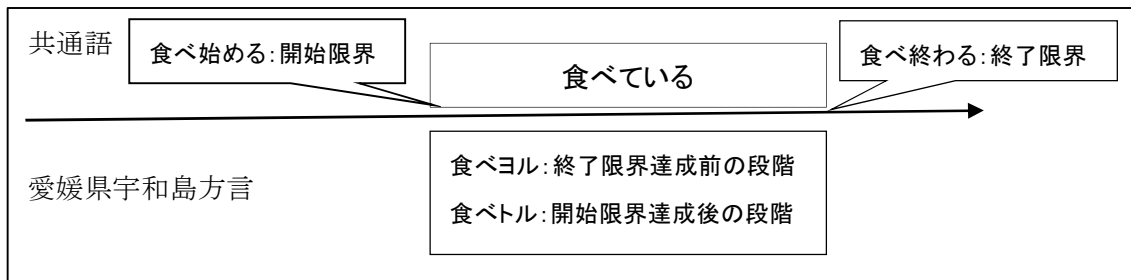 共通語
食べ始める：開始限界
食べている
食べ終わる：終了限界
愛媛県宇和島方言
食べヨル：終了限界達成前の段階
食べトル：開始限界達成後の段階